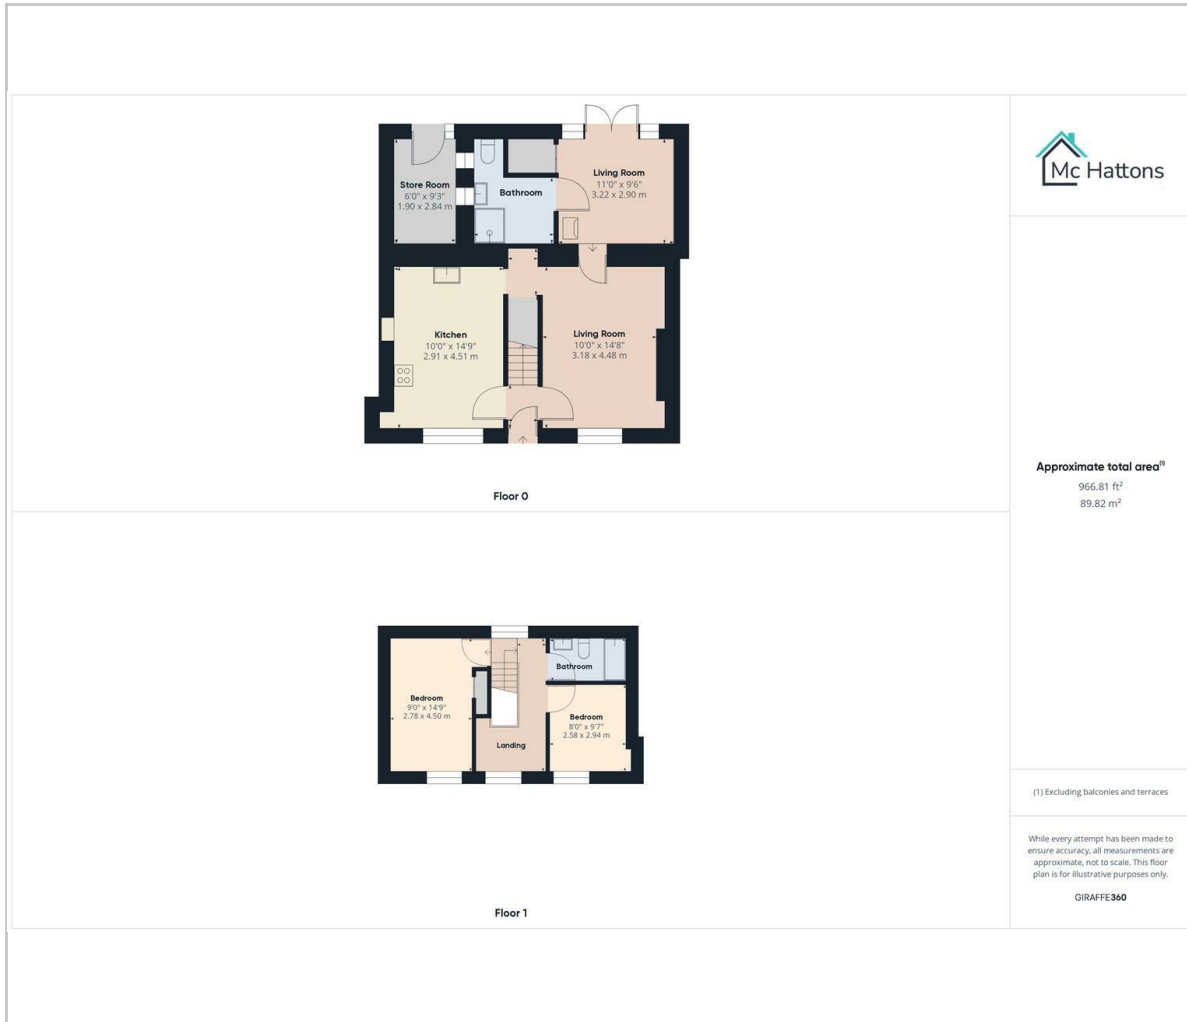 Store Room
6'0" x 9'3"
1.90 x 2.84 m
Bathroom
Living Room
11'0" x 9'6"
3.22 x 2.90 m
Kitchen
10'0" x 14'9"
2.91 x 4.51 m
Living Room
10'0" x 14'8"
3.18 x 4.48 m
Floor 0
Bedroom
9'0" x 14'9"
2.78 x 4.50 m
Landing
Bathroom
Bedroom
8'0" x 9'7"
2.58 x 2.94 m
Floor 1
Mc Hattons
Approximate total area(1)
966.81 ft²
89.82 m²
(1) Excluding balconies and terraces
While every attempt has been made to
ensure accuracy, all measurements are
approximate, not to scale. This floor
plan is for illustrative purposes only.
GIRAFFE360